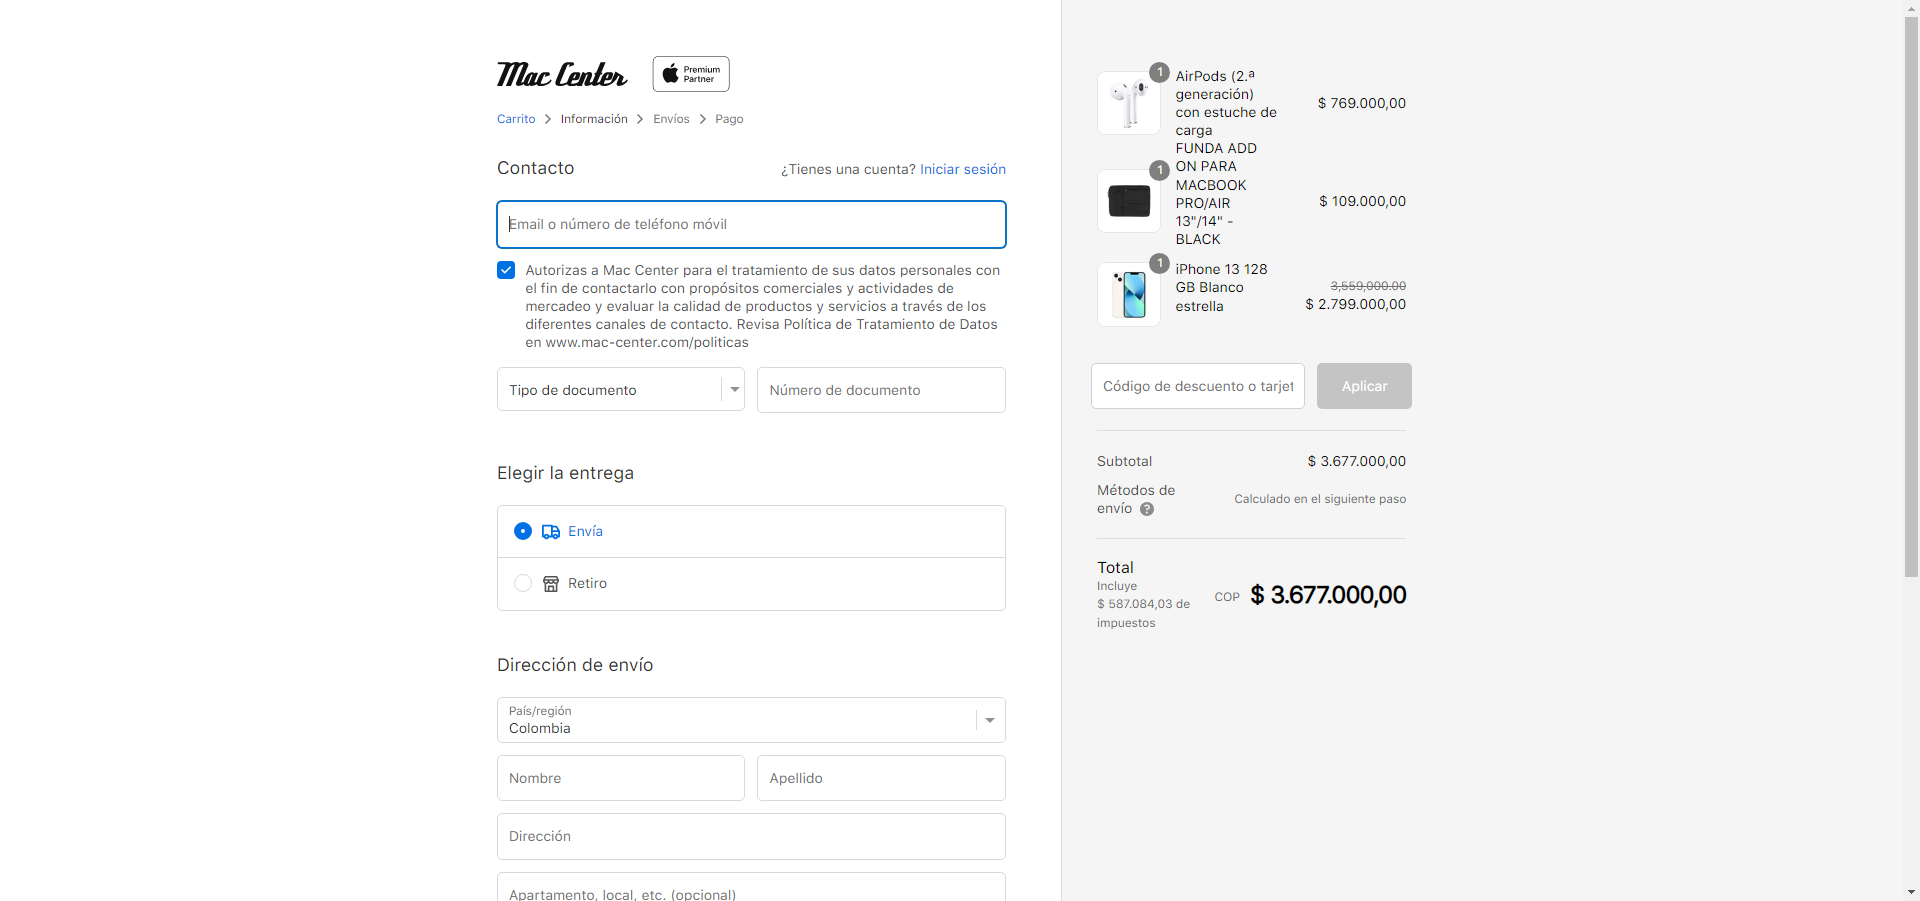 Mac Center
Premium
Partner
Carrito > Información > Envíos > Pago
Contacto
¿Tienes una cuenta? Iniciar sesión
Email o número de teléfono móvil
Autorizas a Mac Center para el tratamiento de sus datos personales con
el fin de contactarlo con propósitos comerciales y actividades de
mercadeo y evaluar la calidad de productos y servicios a través de los
diferentes canales de contacto. Revisa Política de Tratamiento de Datos
en www.mac-center.com/politicas
Tipo de documento
Número de documento
Elegir la entrega
Envía
Retiro
Dirección de envío
País/región
Colombia
Nombre
Apellido
Dirección
Apartamento, local, etc. (opcional)
1
AirPods (2.ª
generación)
con estuche de
carga
$ 769.000,00
1
FUNDA ADD
ON PARA
MACBOOK
PRO/AIR
13"/14" -
BLACK
$ 109.000,00
1
iPhone 13 128
GB Blanco
estrella
3,559,000.00
$ 2.799.000,00
Código de descuento o tarjet
Aplicar
Subtotal
$ 3.677.000,00
Métodos de
envío ?
Calculado en el siguiente paso
Total
Incluye
$ 587.084,03 de
impuestos
COP $ 3.677.000,00